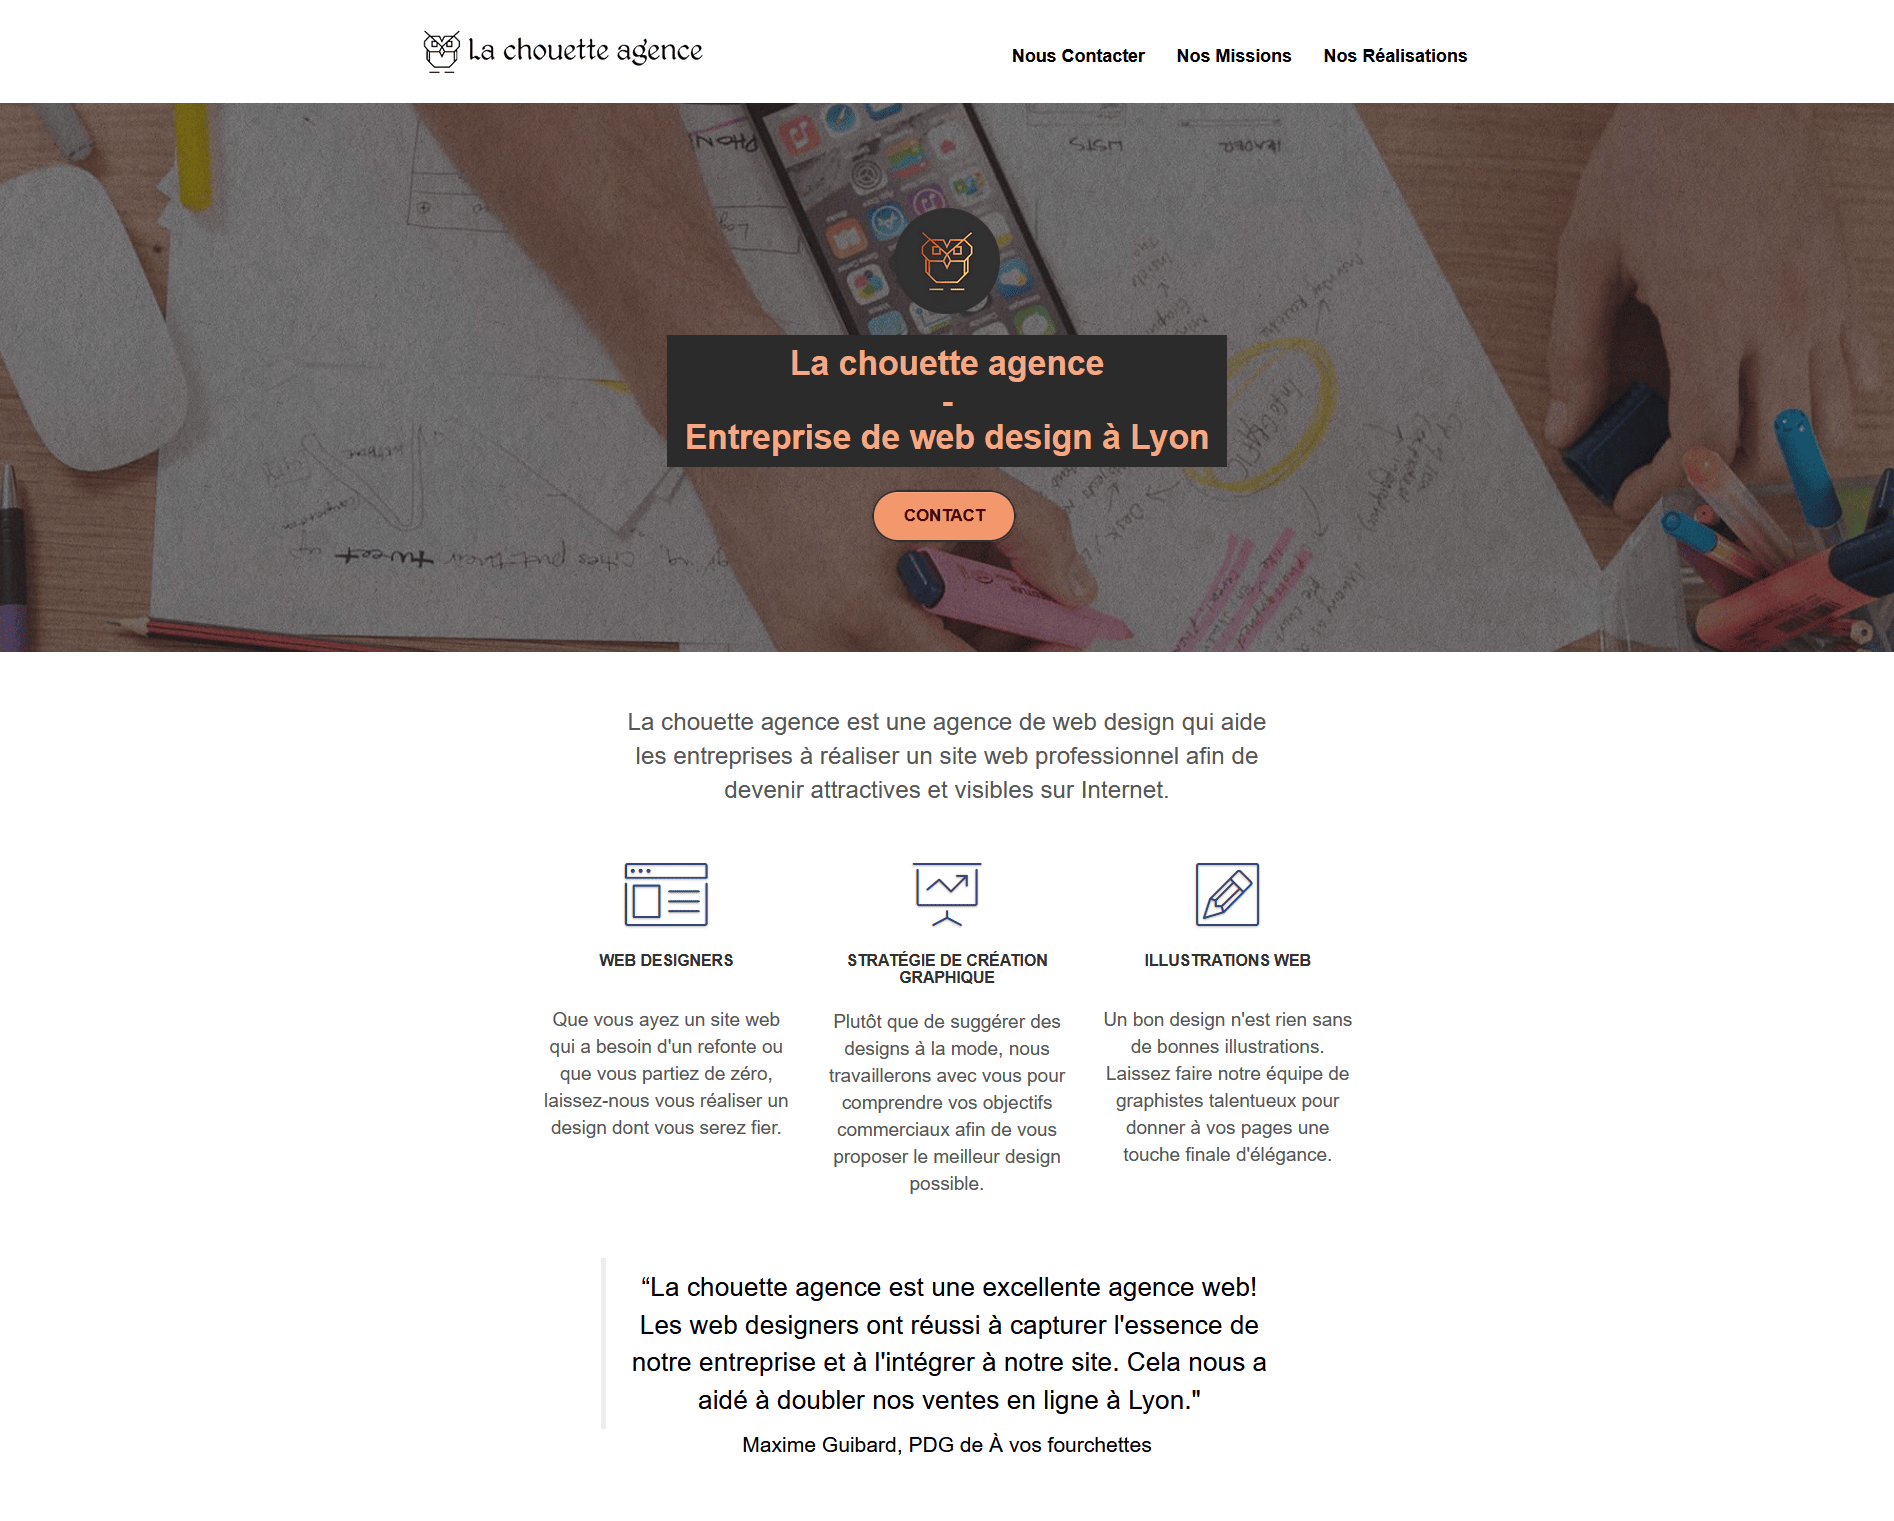 La chouette agence
Nous Contacter Nos Missions Nos Réalisations
PHON
LISTS
HEADER
Log
La chouette agence
-
Entreprise de web design à Lyon
CONTACT
tweet up
La chouette agence est une agence de web design qui aide
les entreprises à réaliser un site web professionnel afin de
devenir attractives et visibles sur Internet.
WEB DESIGNERS
Que vous ayez un site web
qui a besoin d'un refonte ou
que vous partiez de zéro,
laissez-nous vous réaliser un
design dont vous serez fier.
STRATÉGIE DE CRÉATION
GRAPHIQUE
Plutôt que de suggérer des
designs à la mode, nous
travaillerons avec vous pour
comprendre vos objectifs
commerciaux afin de vous
proposer le meilleur design
possible.
ILLUSTRATIONS WEB
Un bon design n'est rien sans
de bonnes illustrations.
Laissez faire notre équipe de
graphistes talentueux pour
donner à vos pages une
touche finale d'élégance.
“La chouette agence est une excellente agence web!
Les web designers ont réussi à capturer l'essence de
notre entreprise et à l'intégrer à notre site. Cela nous a
aidé à doubler nos ventes en ligne à Lyon."
Maxime Guibard, PDG de À vos fourchettes